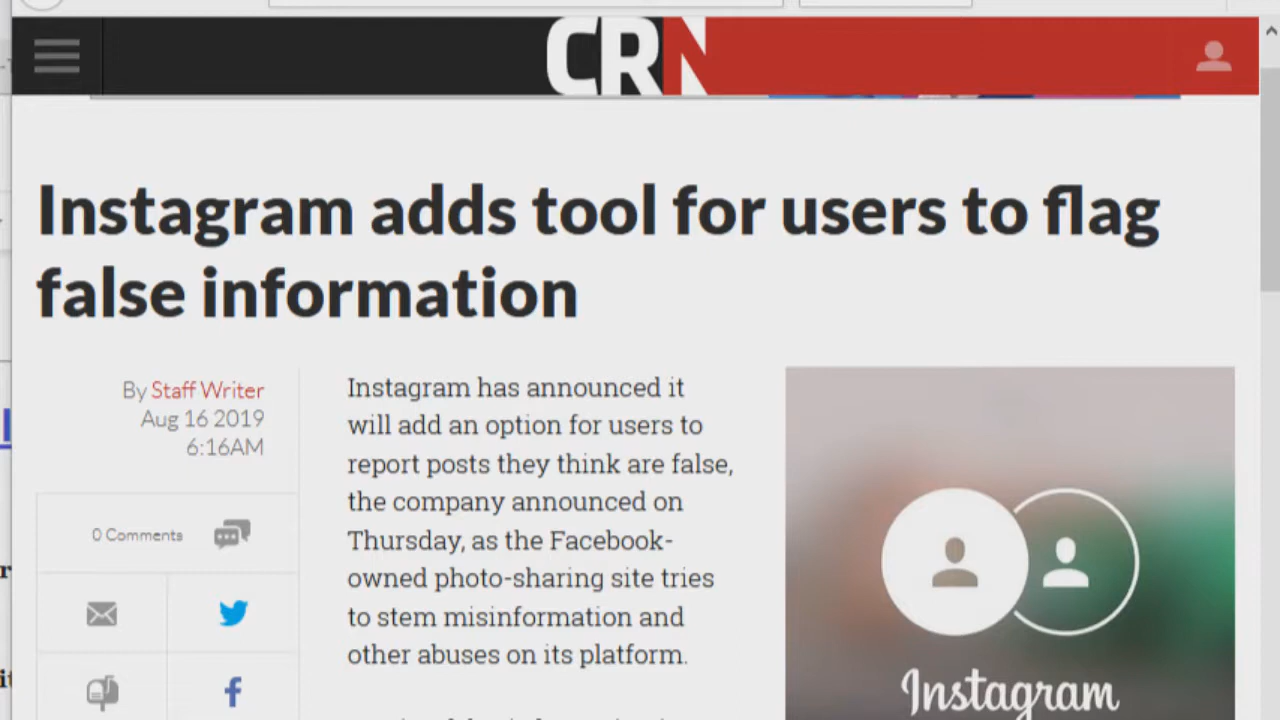 CRN
Instagram adds tool for users to flag
false information
By Staff Writer
Aug 16 2019
6:16AM
0 Comments
Instagram has announced it
will add an option for users to
report posts they think are false,
the company announced on
Thursday, as the Facebook-
owned photo-sharing site tries
to stem misinformation and
other abuses on its platform.
Instagram